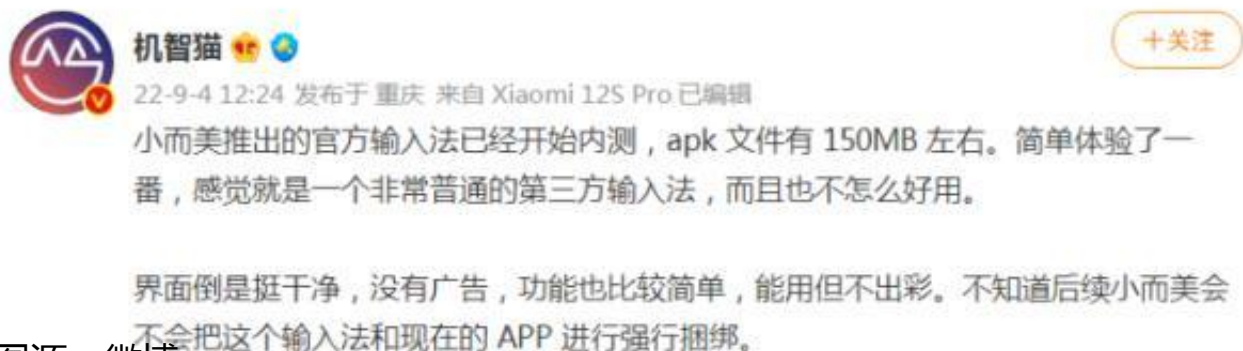 机智猫
+关注
22-9-4 12:24 发布于 重庆 来自 Xiaomi 12S Pro 已编辑
小而美推出的官方输入法已经开始内测，apk 文件有 150MB 左右。简单体验了一
番，感觉就是一个非常普通的第三方输入法，而且也不怎么好用。
界面倒是挺干净，没有广告，功能也比较简单，能用但不出彩。不知道后续小而美会
不会把这个输入法和现在的 APP 进行强行捆绑。